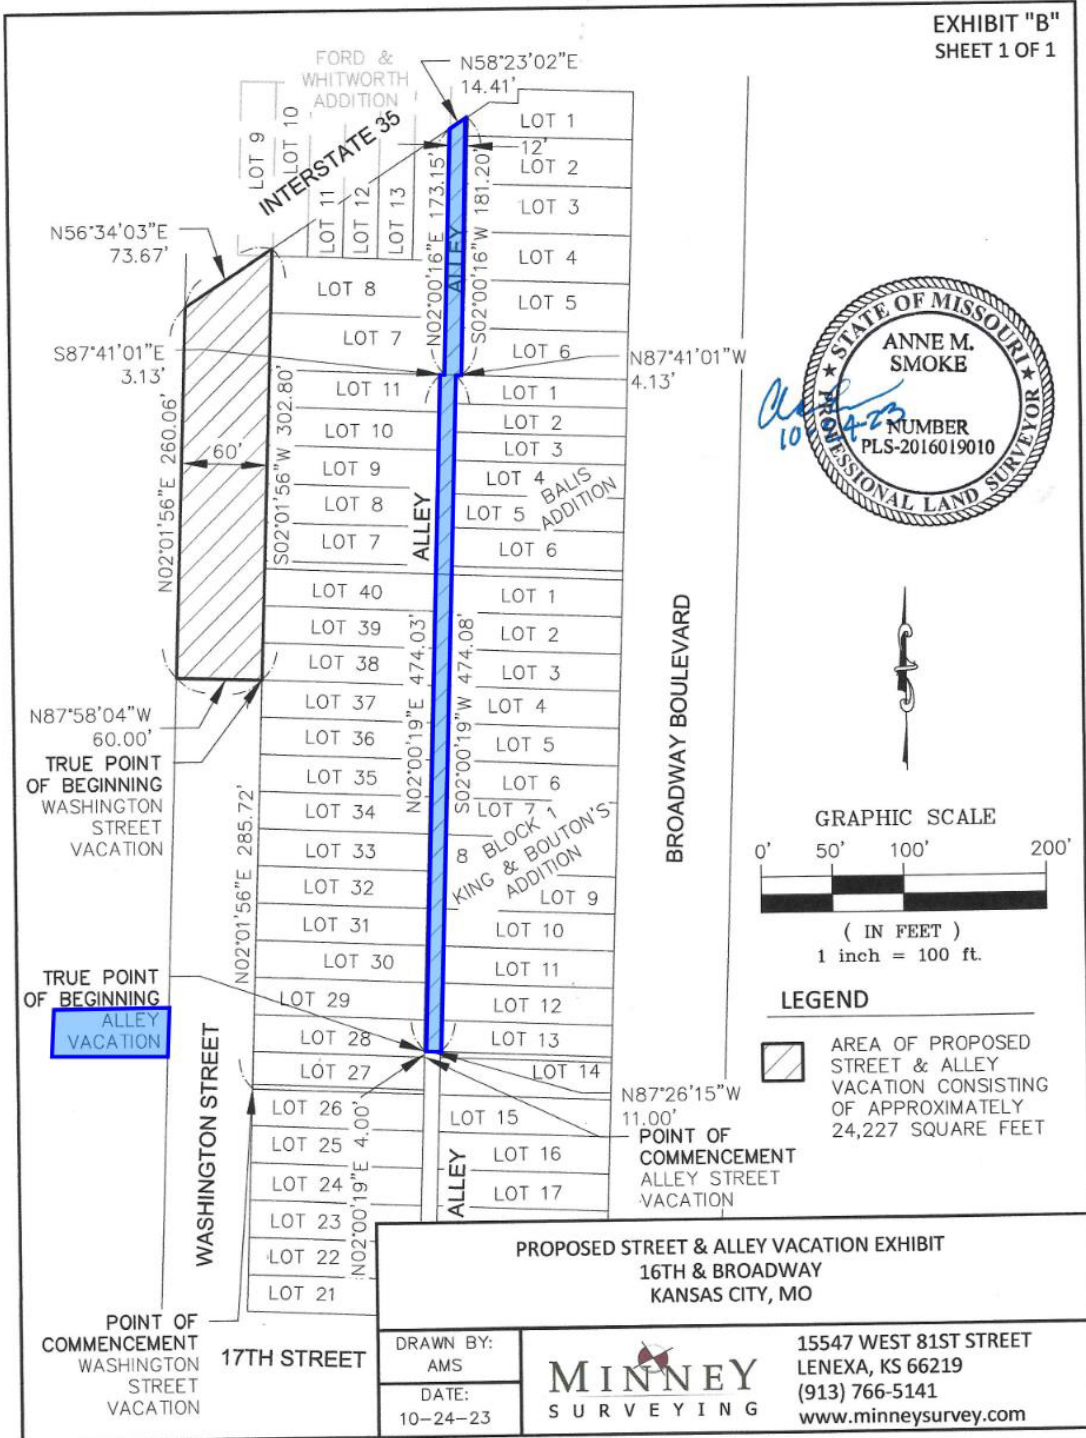 EXHIBIT "B"
SHEET 1 OF 1
FORD &
WHITWORTH
ADDITION
N58°23'02"E
14.41'
LOT 9
LOT 10
INTERSTATE 35
LOT 11
LOT 12
LOT 13
LOT 1
12'
LOT 2
LOT 3
LOT 4
LOT 5
LOT 6
N02°00'16"E 173.15'
ALLEY
S02°00'16"W 181.20'
N56°34'03"E
73.67'
LOT 8
LOT 7
S87°41'01"E
3.13'
N87°41'01"W
4.13'
N02°01'56"E 260.06'
60'
S02°01'56"W 302.80'
LOT 11
LOT 10
LOT 9
LOT 8
LOT 7
ALLEY
LOT 1
LOT 2
LOT 3
LOT 4
LOT 5
LOT 6
BALIS
ADDITION
STATE OF MISSOURI
ANNE M.
SMOKE
NUMBER
PLS-2016019010
PROFESSIONAL LAND SURVEYOR
10-24-23
LOT 40
LOT 39
LOT 38
LOT 37
LOT 36
LOT 35
LOT 34
LOT 33
LOT 32
LOT 31
LOT 30
LOT 29
LOT 28
LOT 27
LOT 26
LOT 25
LOT 24
LOT 23
LOT 22
LOT 21
N02°00'19"E 474.03'
S02°00'19"W 474.08'
LOT 1
LOT 2
LOT 3
LOT 4
LOT 5
LOT 6
LOT 7
8
BLOCK 1
KING & BOUTON'S
ADDITION
LOT 9
LOT 10
LOT 11
LOT 12
LOT 13
LOT 14
LOT 15
LOT 16
LOT 17
BROADWAY BOULEVARD
N87°58'04"W
60.00'
TRUE POINT
OF BEGINNING
WASHINGTON
STREET
VACATION
N02°01'56"E 285.72'
TRUE POINT
OF BEGINNING
ALLEY
VACATION
WASHINGTON STREET
N02°00'19"E 4.00'
ALLEY
N87°26'15"W
11.00'
POINT OF
COMMENCEMENT
ALLEY STREET
VACATION
POINT OF
COMMENCEMENT
WASHINGTON
STREET
VACATION
17TH STREET
GRAPHIC SCALE
0' 50' 100' 200'
( IN FEET )
1 inch = 100 ft.
LEGEND
AREA OF PROPOSED
STREET & ALLEY
VACATION CONSISTING
OF APPROXIMATELY
24,227 SQUARE FEET
PROPOSED STREET & ALLEY VACATION EXHIBIT
16TH & BROADWAY
KANSAS CITY, MO
DRAWN BY:
AMS
DATE:
10-24-23
MINNEY
SURVEYING
15547 WEST 81ST STREET
LENEXA, KS 66219
(913) 766-5141
www.minneysurvey.com